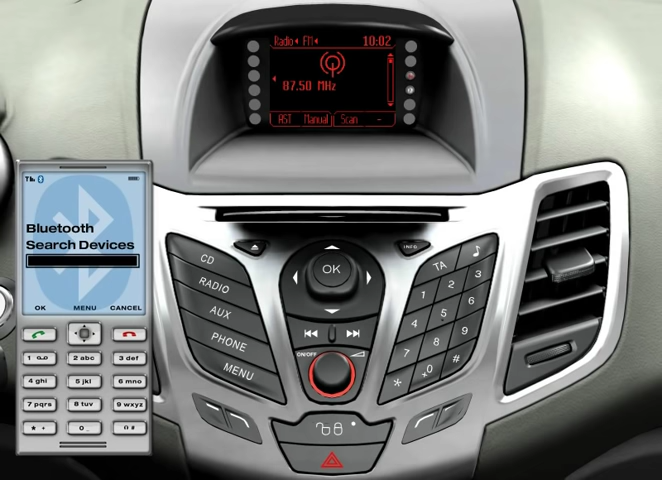 Radio FM 10:02
87.50 MHz
AST Manual Scan -
Bluetooth
Search Devices
OK MENU CANCEL
1
2 abc
3 def
4 ghi
5 jkl
6 mno
7 pqrs
8 tuv
9 wxyz
* +
0
#
CD
RADIO
AUX
PHONE
MENU
OK
INFO
ON/OFF
TA
1 2 3
4 5 6
7 8 9
* 0 #